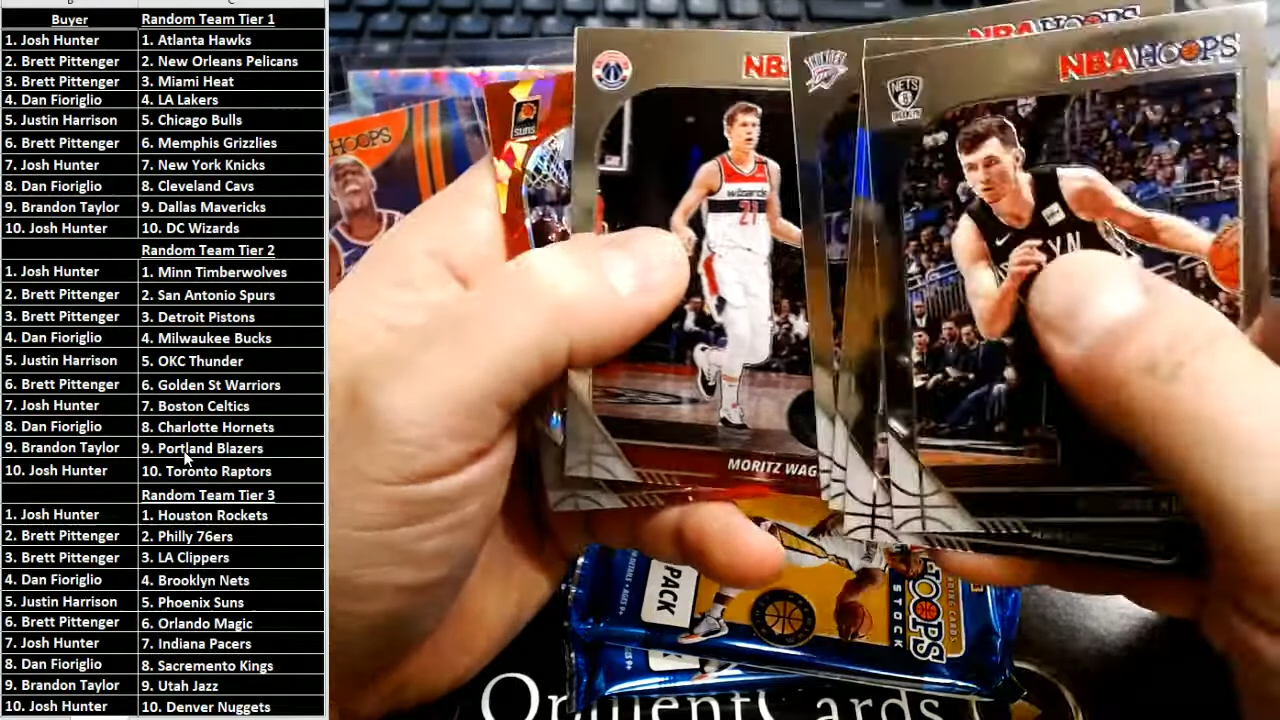 Buyer Random Team Tier 1
1. Josh Hunter 1. Atlanta Hawks
2. Brett Pittenger 2. New Orleans Pelicans
3. Brett Pittenger 3. Miami Heat
4. Dan Fioriglio 4. LA Lakers
5. Justin Harrison 5. Chicago Bulls
6. Brett Pittenger 6. Memphis Grizzlies
7. Josh Hunter 7. New York Knicks
8. Dan Fioriglio 8. Cleveland Cavs
9. Brandon Taylor 9. Dallas Mavericks
10. Josh Hunter 10. DC Wizards
Random Team Tier 2
1. Josh Hunter 1. Minn Timberwolves
2. Brett Pittenger 2. San Antonio Spurs
3. Brett Pittenger 3. Detroit Pistons
4. Dan Fioriglio 4. Milwaukee Bucks
5. Justin Harrison 5. OKC Thunder
6. Brett Pittenger 6. Golden St Warriors
7. Josh Hunter 7. Boston Celtics
8. Dan Fioriglio 8. Charlotte Hornets
9. Brandon Taylor 9. Portland Blazers
10. Josh Hunter 10. Toronto Raptors
Random Team Tier 3
1. Josh Hunter 1. Houston Rockets
2. Brett Pittenger 2. Philly 76ers
3. Brett Pittenger 3. LA Clippers
4. Dan Fioriglio 4. Brooklyn Nets
5. Justin Harrison 5. Phoenix Suns
6. Brett Pittenger 6. Orlando Magic
7. Josh Hunter 7. Indiana Pacers
8. Dan Fioriglio 8. Sacremento Kings
9. Brandon Taylor 9. Utah Jazz
10. Josh Hunter 10. Denver Nuggets
HOOPS
SUNS
NB
wizards
21
MORITZ WAG
THUNDER
NBA HOOPS
NETS
NBA HOOPS
PACK
HOOPS
STOCK
Cards